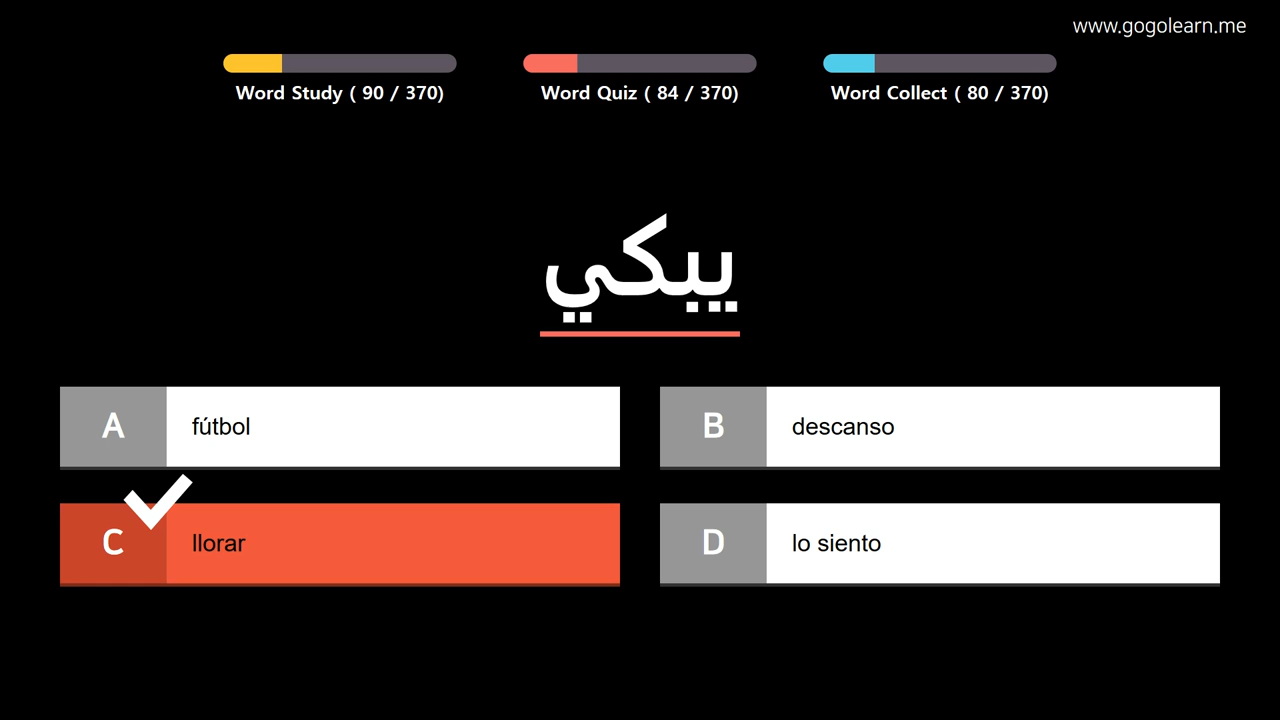 www.gogolearn.me
Word Study ( 90 / 370)
Word Quiz ( 84 / 370)
Word Collect ( 80 / 370)
يبكي
A fútbol
B descanso
C llorar
D lo siento